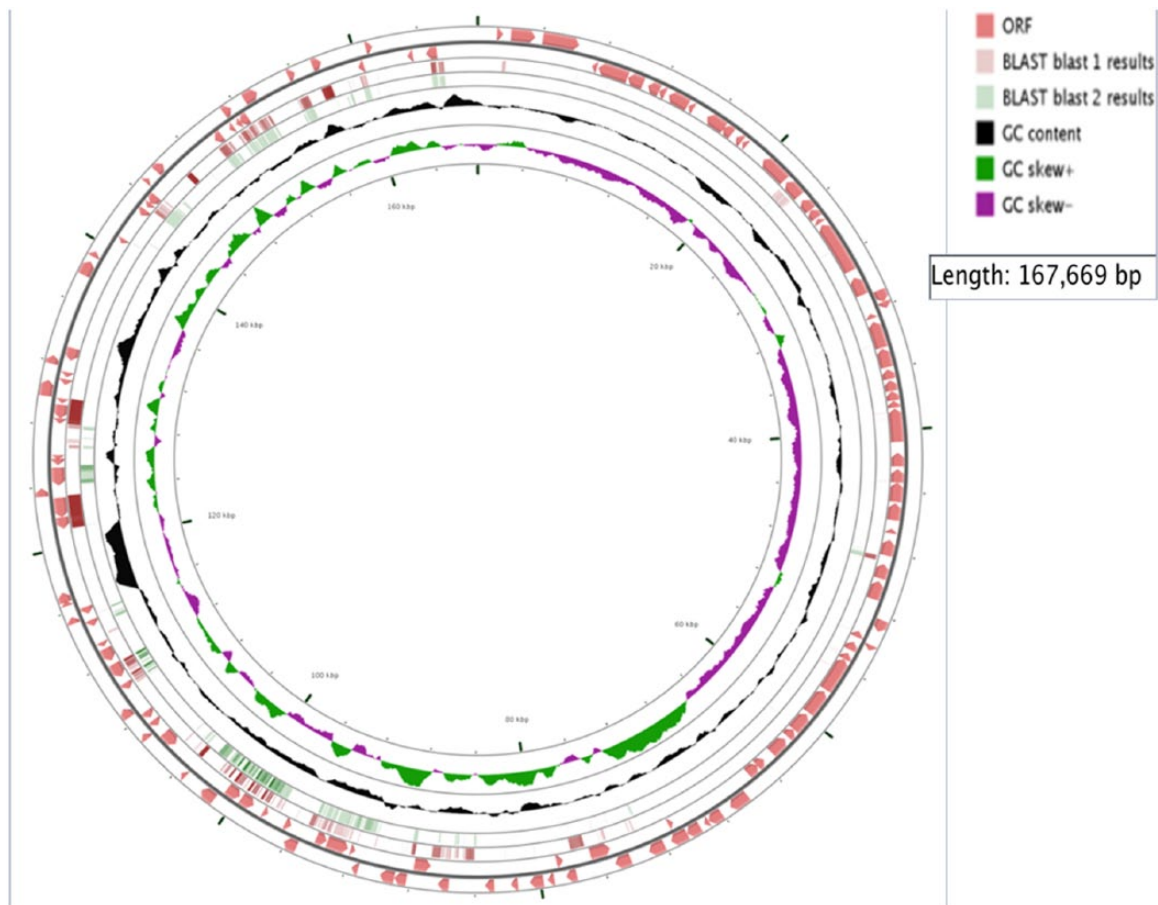 ORF
BLAST blast 1 results
BLAST blast 2 results
GC content
GC skew+
GC skew-
Length: 167,669 bp
160 kbp
20 kbp
140 kbp
40 kbp
120 kbp
60 kbp
100 kbp
80 kbp